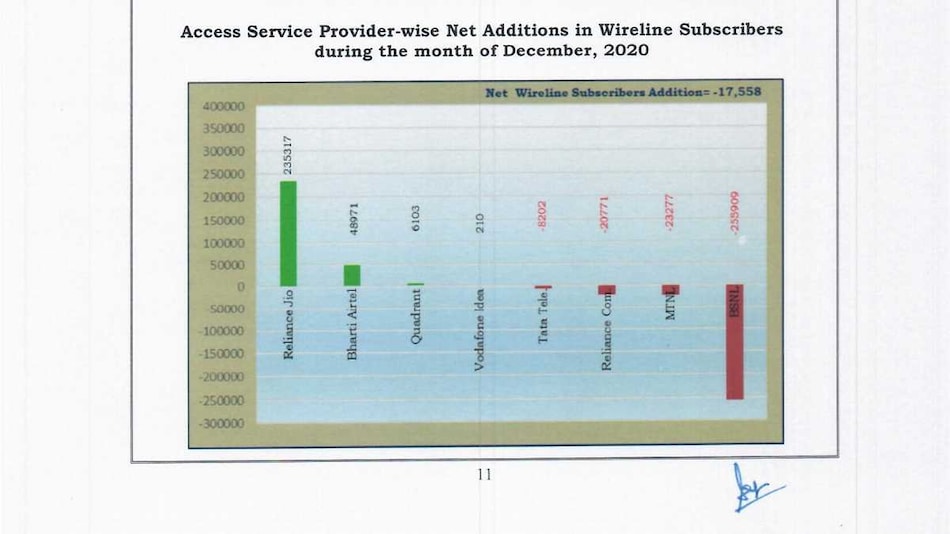 Access Service Provider-wise Net Additions in Wireline Subscribers
during the month of December, 2020
Net Wireline Subscribers Addition= -17,558
400000
350000
300000
250000
200000
150000
100000
50000
0
50000
-100000
-150000
-200000
-250000
-300000
235317
48971
6103
210
-8202
-20771
-23277
-255909
Reliance Jio
Bharti Airtel
Quadrant
Vodafone Idea
Tata Tele.
Reliance Com.
MTNL
BSNL
11